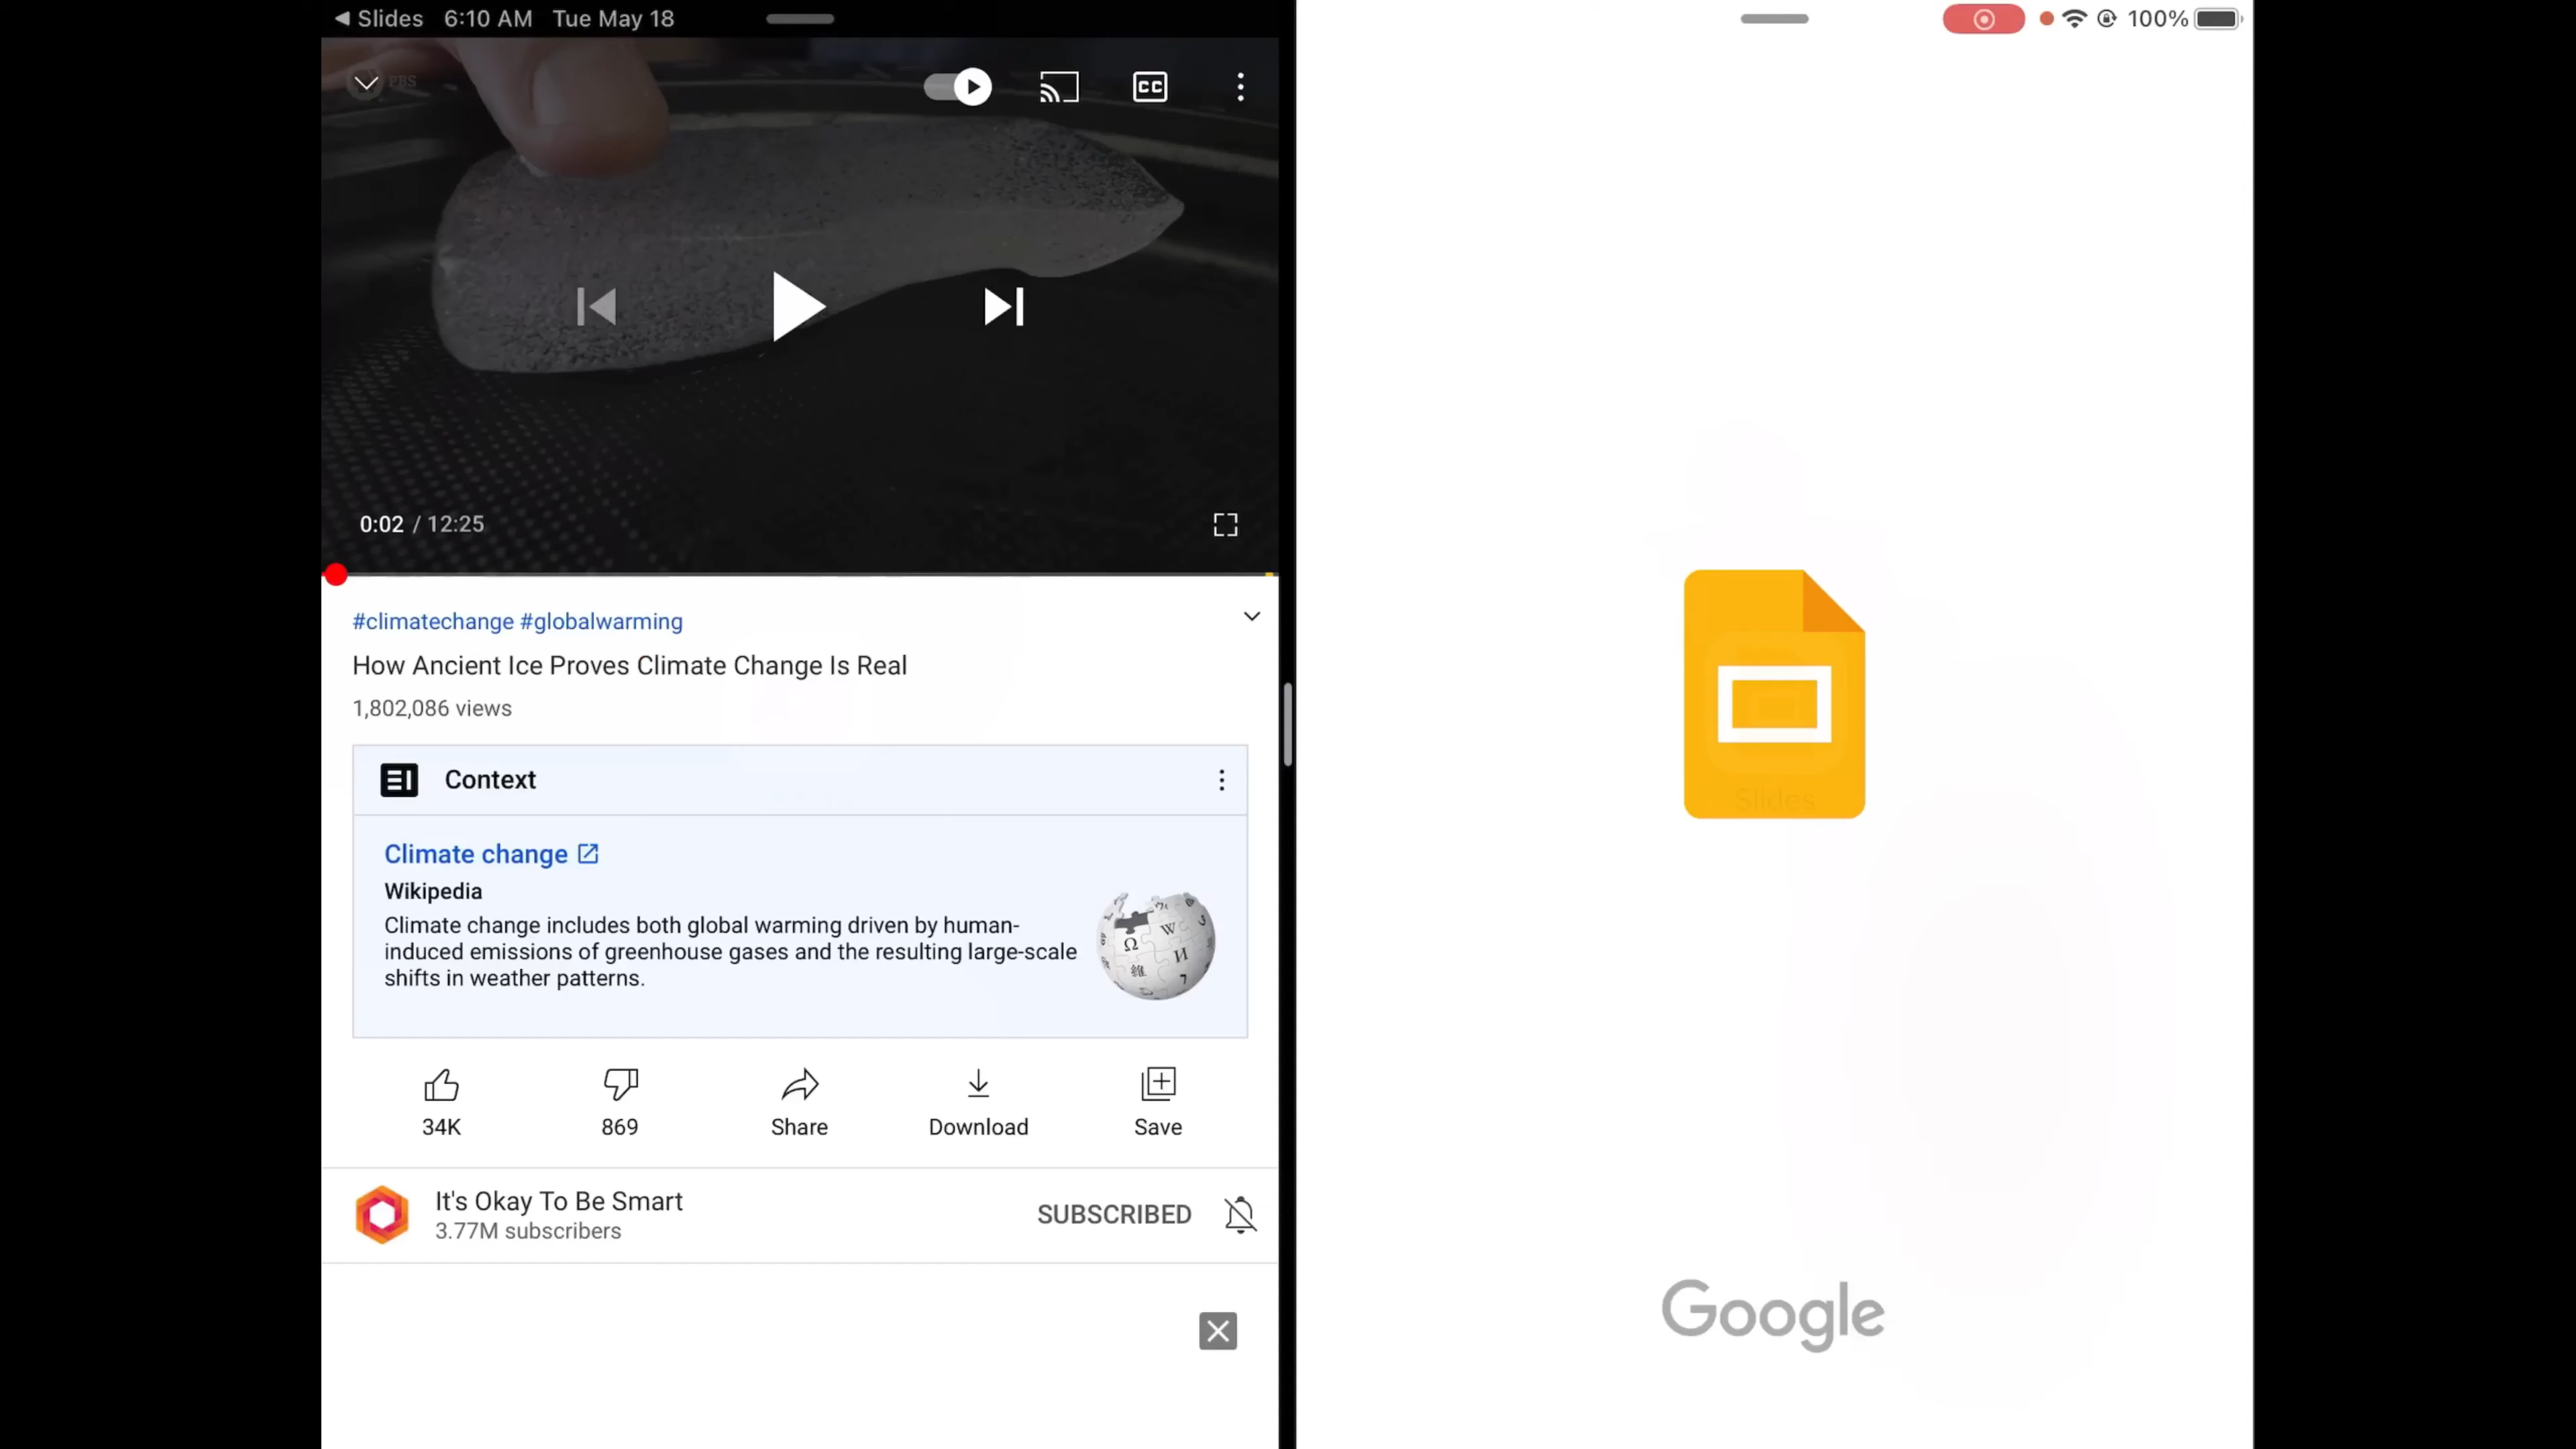 Slides 6:10 AM Tue May 18
100%
PBS
CC
0:02 / 12:25
#climatechange #globalwarming
How Ancient Ice Proves Climate Change Is Real
1,802,086 views
Context
Climate change
Wikipedia
Climate change includes both global warming driven by human-
induced emissions of greenhouse gases and the resulting large-scale
shifts in weather patterns.
34K
869
Share
Download
Save
It's Okay To Be Smart
3.77M subscribers
SUBSCRIBED
Slides
Google